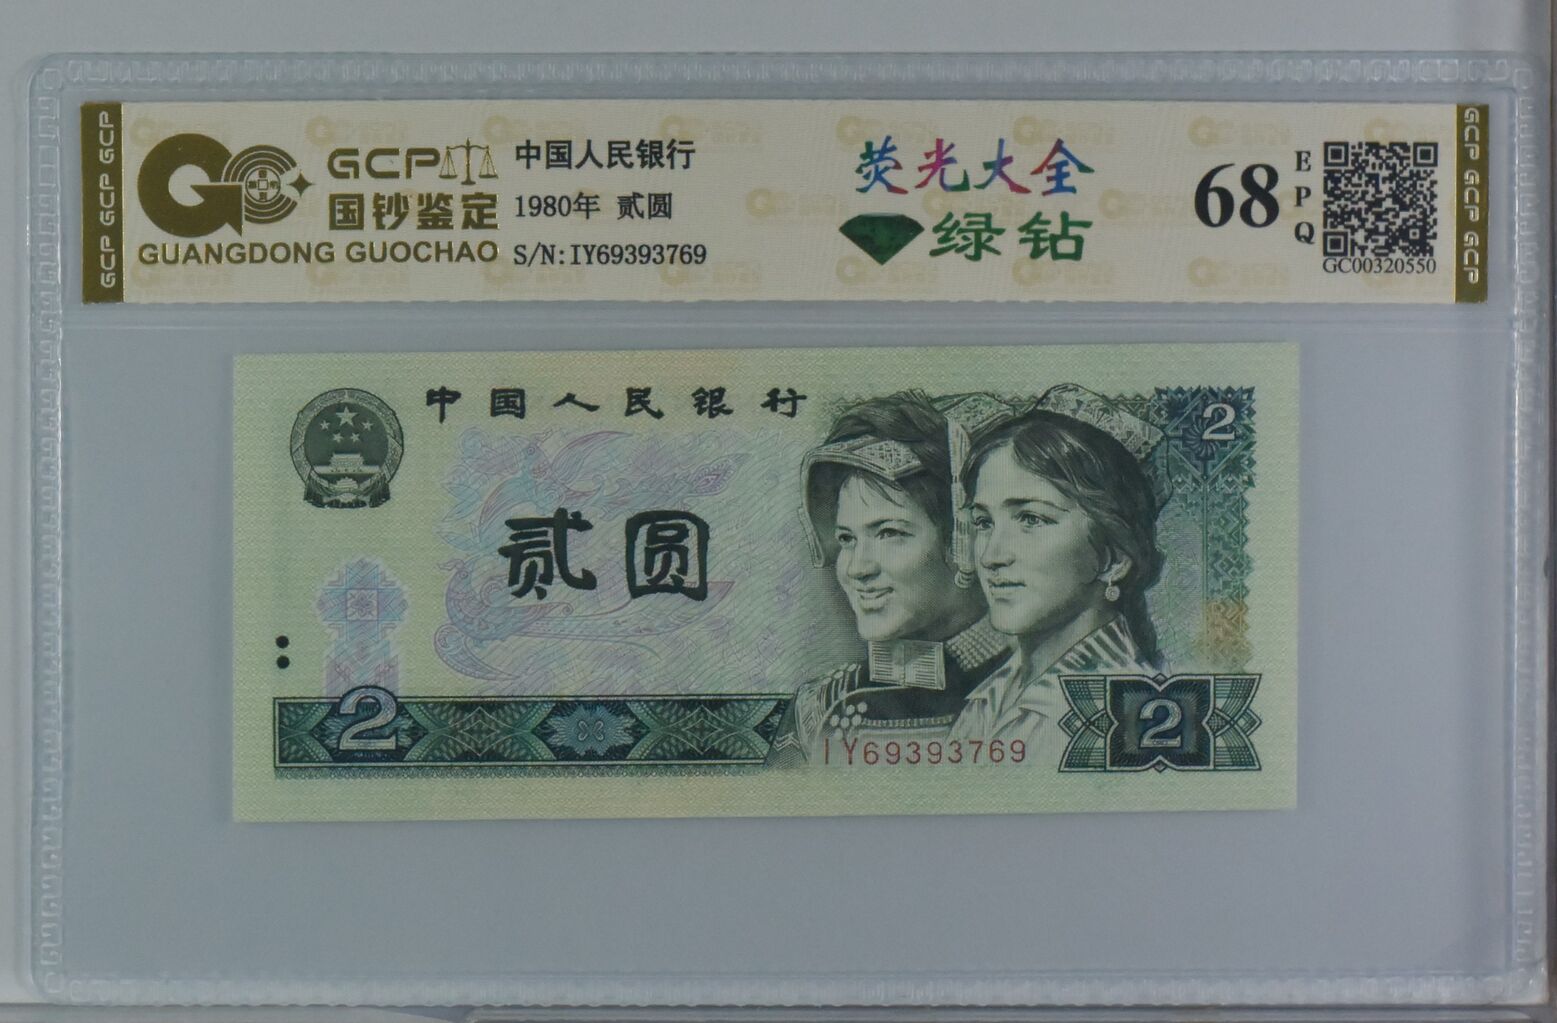 GCP GCP GCP
GCP
国钞鉴定
GUANGDONG GUOCHAO
中国人民银行
1980年 贰圆
S/N:IY69393769
荧光大全
绿钻
68
EPQ
GC00320550
GCP GCP GCP
中国人民银行
2
贰圆
2
IY69393769
2